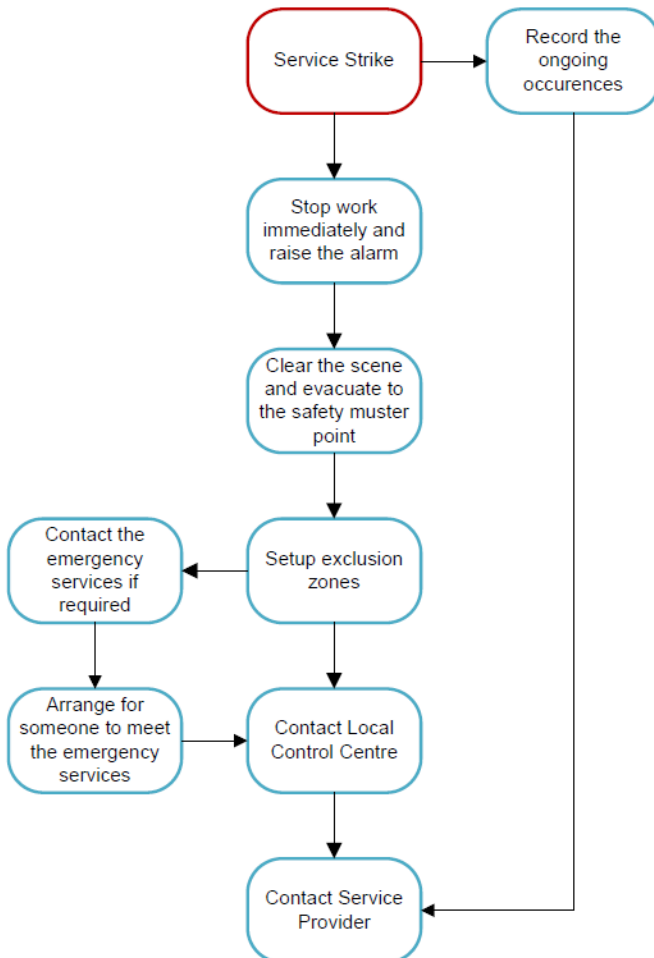 Service Strike
Record the
ongoing
occurences
Stop work
immediately and
raise the alarm
Clear the scene
and evacuate to
the safety muster
point
Contact the
emergency
services if
required
Setup exclusion
zones
Arrange for
someone to meet
the emergency
services
Contact Local
Control Centre
Contact Service
Provider